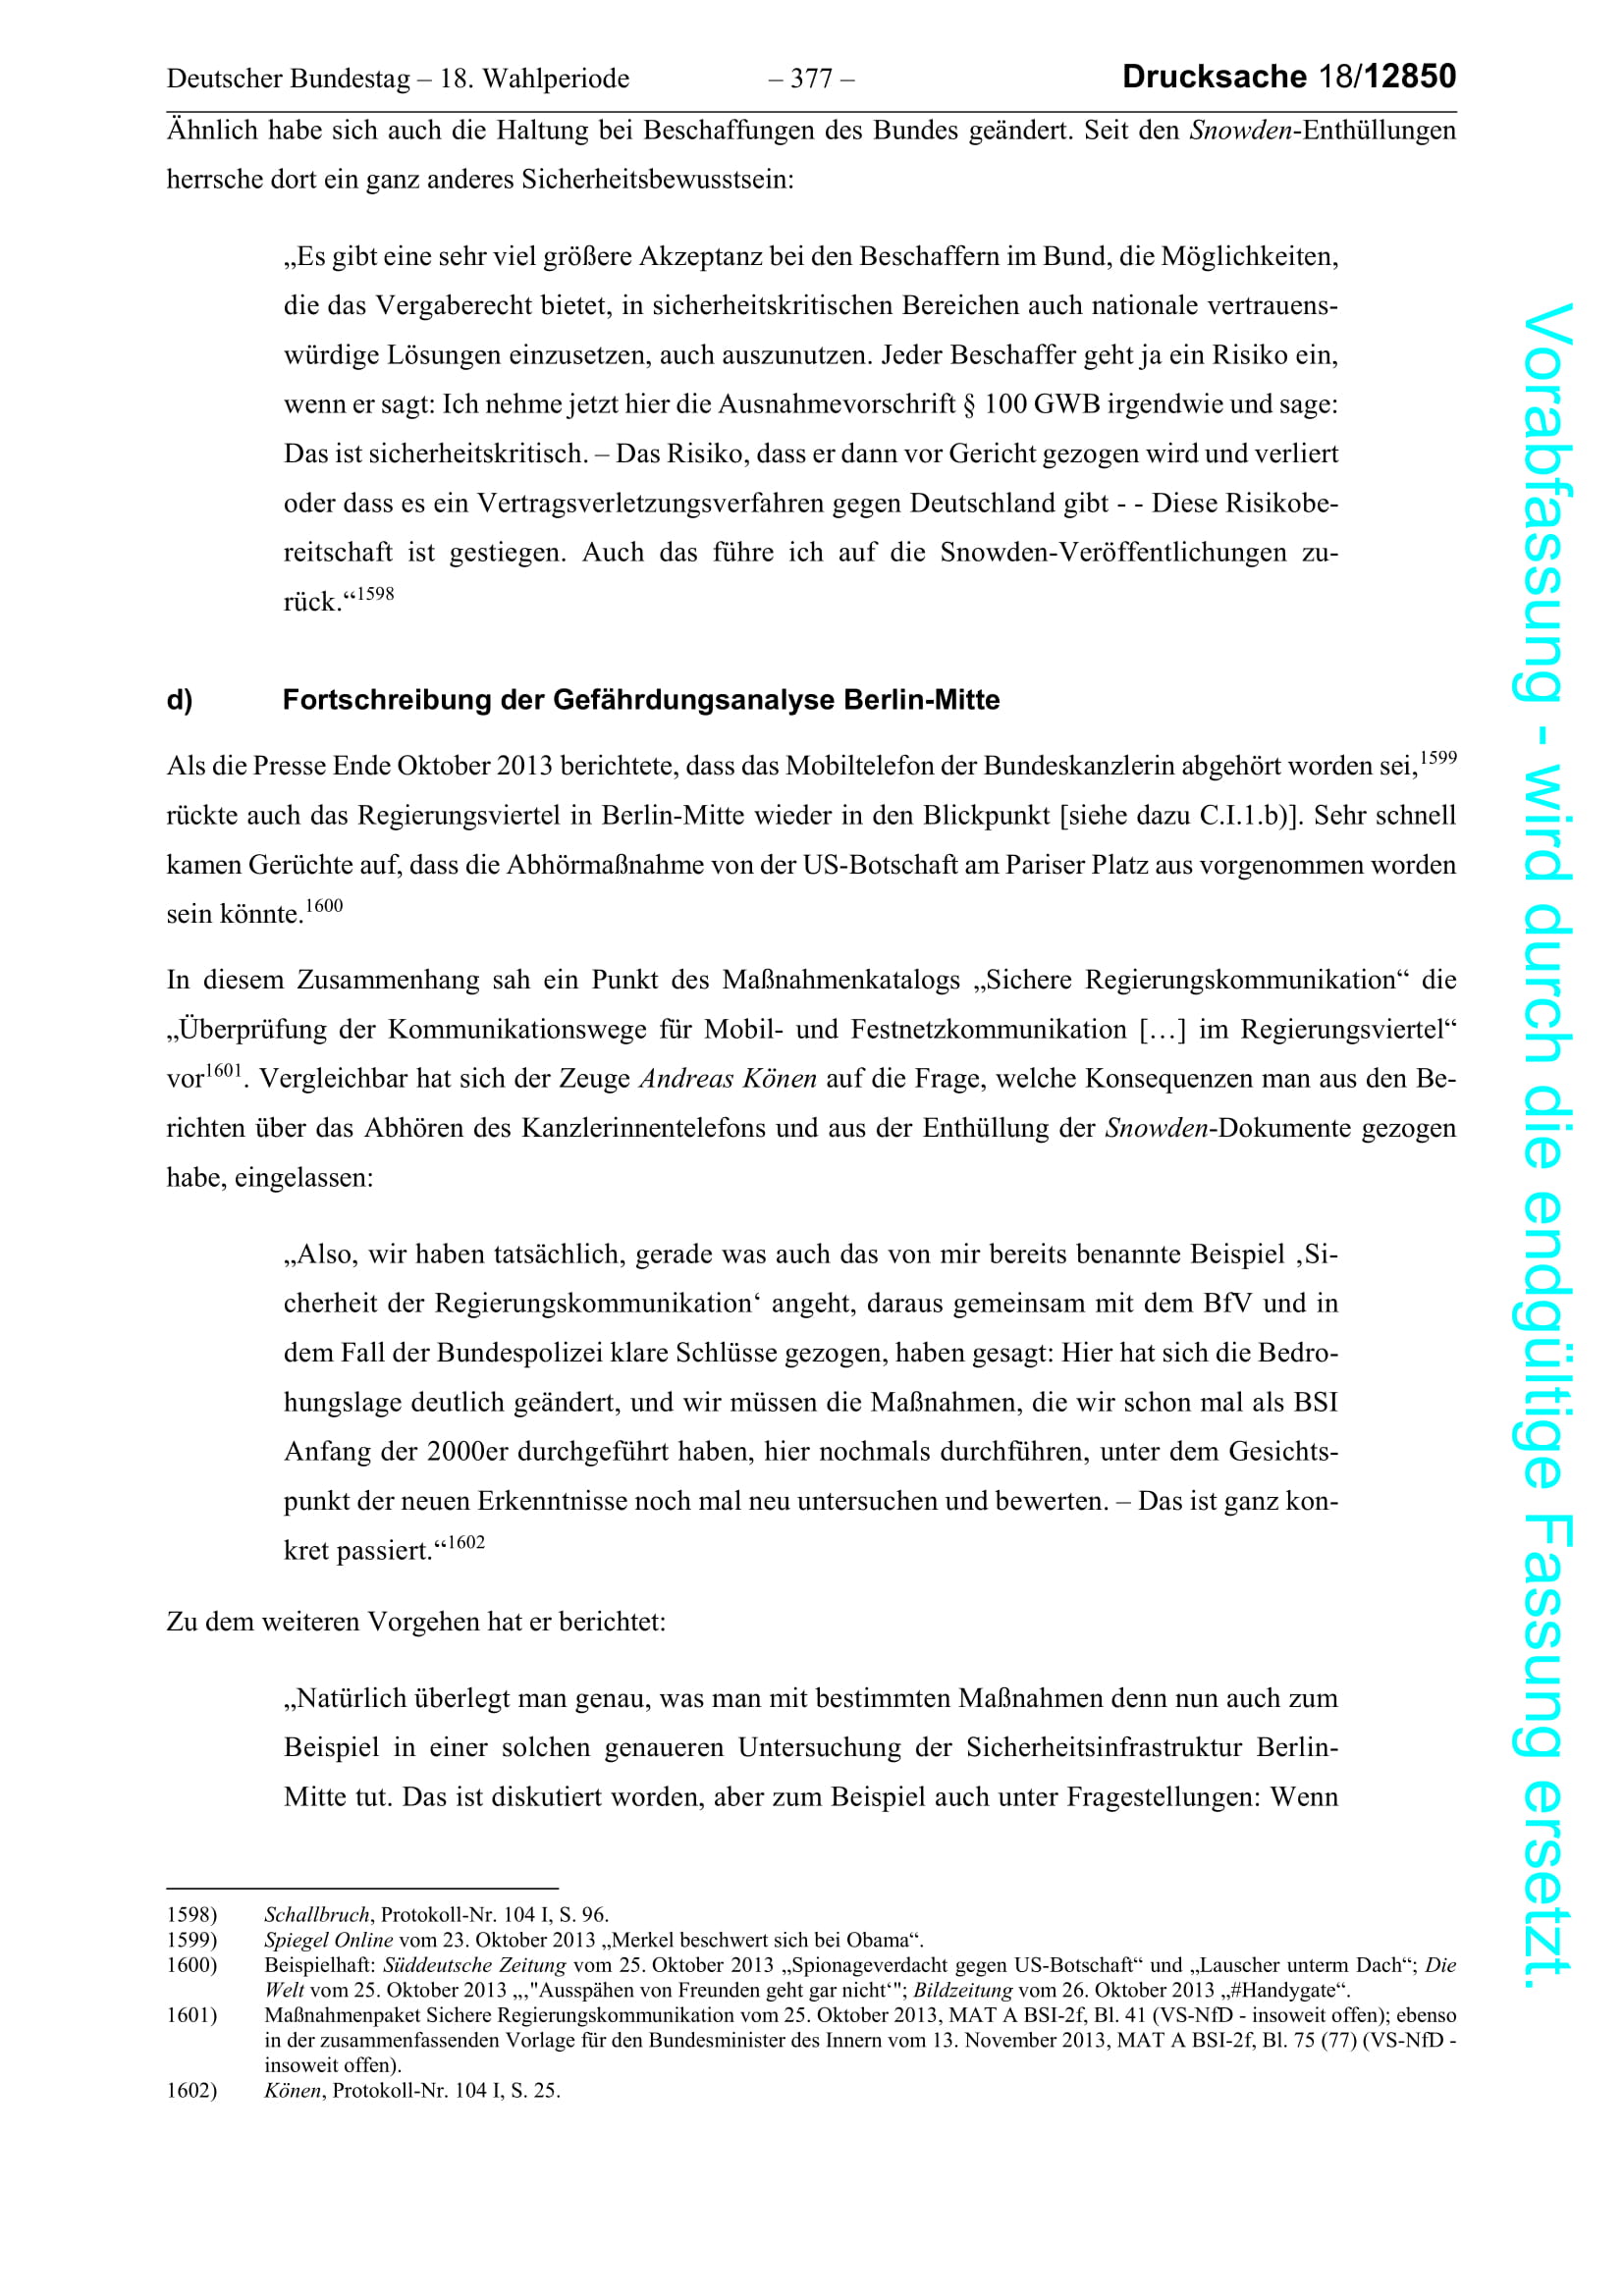 Deutscher Bundestag – 18. Wahlperiode – 377 – Drucksache 18/12850
Ähnlich habe sich auch die Haltung bei Beschaffungen des Bundes geändert. Seit den Snowden-Enthüllungen
herrsche dort ein ganz anderes Sicherheitsbewusstsein:
„Es gibt eine sehr viel größere Akzeptanz bei den Beschaffern im Bund, die Möglichkeiten,
die das Vergaberecht bietet, in sicherheitskritischen Bereichen auch nationale vertrauens-
würdige Lösungen einzusetzen, auch auszunutzen. Jeder Beschaffer geht ja ein Risiko ein,
wenn er sagt: Ich nehme jetzt hier die Ausnahmevorschrift § 100 GWB irgendwie und sage:
Das ist sicherheitskritisch. – Das Risiko, dass er dann vor Gericht gezogen wird und verliert
oder dass es ein Vertragsverletzungsverfahren gegen Deutschland gibt - - Diese Risikobe-
reitschaft ist gestiegen. Auch das führe ich auf die Snowden-Veröffentlichungen zu-
rück.“1598
d) Fortschreibung der Gefährdungsanalyse Berlin-Mitte
Als die Presse Ende Oktober 2013 berichtete, dass das Mobiltelefon der Bundeskanzlerin abgehört worden sei,1599
rückte auch das Regierungsviertel in Berlin-Mitte wieder in den Blickpunkt [siehe dazu C.I.1.b)]. Sehr schnell
kamen Gerüchte auf, dass die Abhörmaßnahme von der US-Botschaft am Pariser Platz aus vorgenommen worden
sein könnte.1600
In diesem Zusammenhang sah ein Punkt des Maßnahmenkatalogs „Sichere Regierungskommunikation“ die
„Überprüfung der Kommunikationswege für Mobil- und Festnetzkommunikation […] im Regierungsviertel“
vor1601. Vergleichbar hat sich der Zeuge Andreas Könen auf die Frage, welche Konsequenzen man aus den Be-
richten über das Abhören des Kanzlerinnentelefons und aus der Enthüllung der Snowden-Dokumente gezogen
habe, eingelassen:
„Also, wir haben tatsächlich, gerade was auch das von mir bereits benannte Beispiel ‚Si-
cherheit der Regierungskommunikation‘ angeht, daraus gemeinsam mit dem BfV und in
dem Fall der Bundespolizei klare Schlüsse gezogen, haben gesagt: Hier hat sich die Bedro-
hungslage deutlich geändert, und wir müssen die Maßnahmen, die wir schon mal als BSI
Anfang der 2000er durchgeführt haben, hier nochmals durchführen, unter dem Gesichts-
punkt der neuen Erkenntnisse noch mal neu untersuchen und bewerten. – Das ist ganz kon-
kret passiert.“1602
Zu dem weiteren Vorgehen hat er berichtet:
„Natürlich überlegt man genau, was man mit bestimmten Maßnahmen denn nun auch zum
Beispiel in einer solchen genaueren Untersuchung der Sicherheitsinfrastruktur Berlin-
Mitte tut. Das ist diskutiert worden, aber zum Beispiel auch unter Fragestellungen: Wenn
1598) Schallbruch, Protokoll-Nr. 104 I, S. 96.
1599) Spiegel Online vom 23. Oktober 2013 „Merkel beschwert sich bei Obama“.
1600) Beispielhaft: Süddeutsche Zeitung vom 25. Oktober 2013 „Spionageverdacht gegen US-Botschaft“ und „Lauscher unterm Dach“; Die
Welt vom 25. Oktober 2013 „‚"Ausspähen von Freunden geht gar nicht‘"; Bildzeitung vom 26. Oktober 2013 „#Handygate“.
1601) Maßnahmenpaket Sichere Regierungskommunikation vom 25. Oktober 2013, MAT A BSI-2f, Bl. 41 (VS-NfD - insoweit offen); ebenso
in der zusammenfassenden Vorlage für den Bundesminister des Innern vom 13. November 2013, MAT A BSI-2f, Bl. 75 (77) (VS-NfD -
insoweit offen).
1602) Könen, Protokoll-Nr. 104 I, S. 25.
Vorabfassung - wird durch die endgültige Fassung ersetzt.